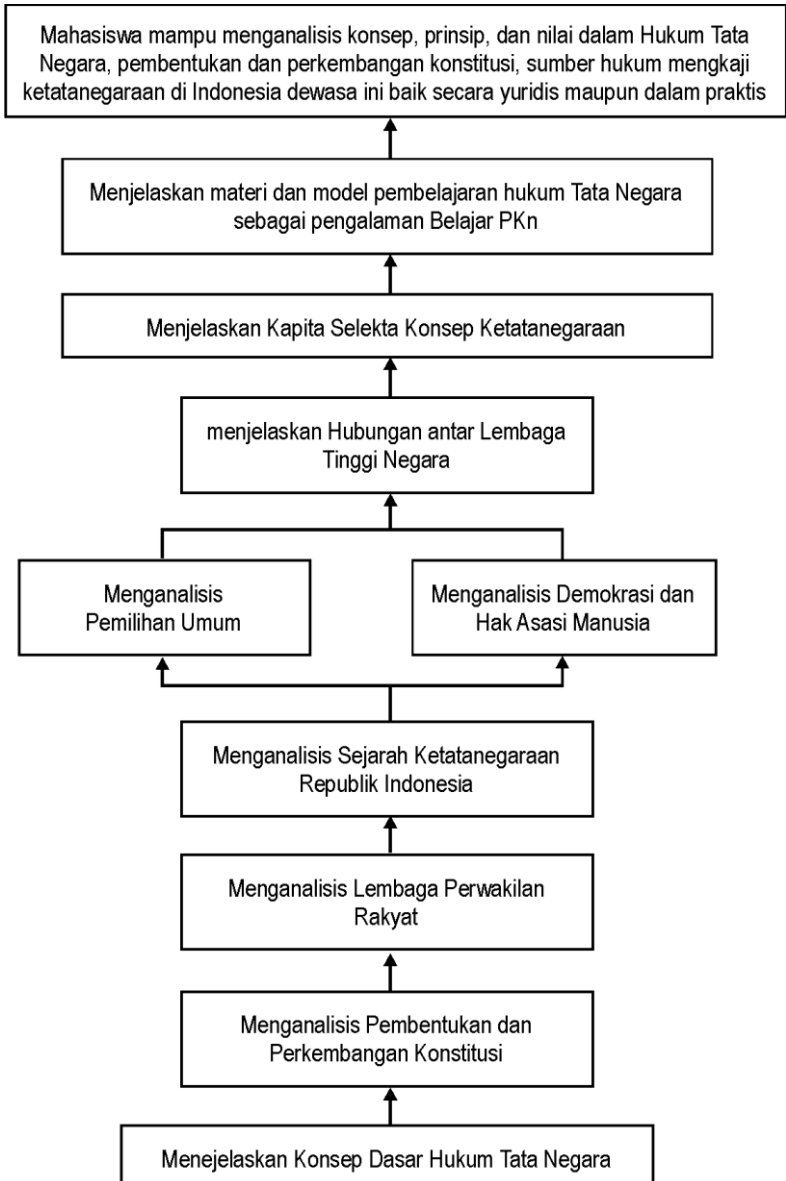 Mahasiswa mampu menganalisis konsep, prinsip, dan nilai dalam Hukum Tata
Negara, pembentukan dan perkembangan konstitusi, sumber hukum mengkaji
ketatanegaraan di Indonesia dewasa ini baik secara yuridis maupun dalam praktis
Menjelaskan materi dan model pembelajaran hukum Tata Negara
sebagai pengalaman Belajar PKn
Menjelaskan Kapita Selekta Konsep Ketatanegaraan
menjelaskan Hubungan antar Lembaga
Tinggi Negara
Menganalisis
Pemilihan Umum
Menganalisis Demokrasi dan
Hak Asasi Manusia
Menganalisis Sejarah Ketatanegaraan
Republik Indonesia
Menganalisis Lembaga Perwakilan
Rakyat
Menganalisis Pembentukan dan
Perkembangan Konstitusi
Menejelaskan Konsep Dasar Hukum Tata Negara